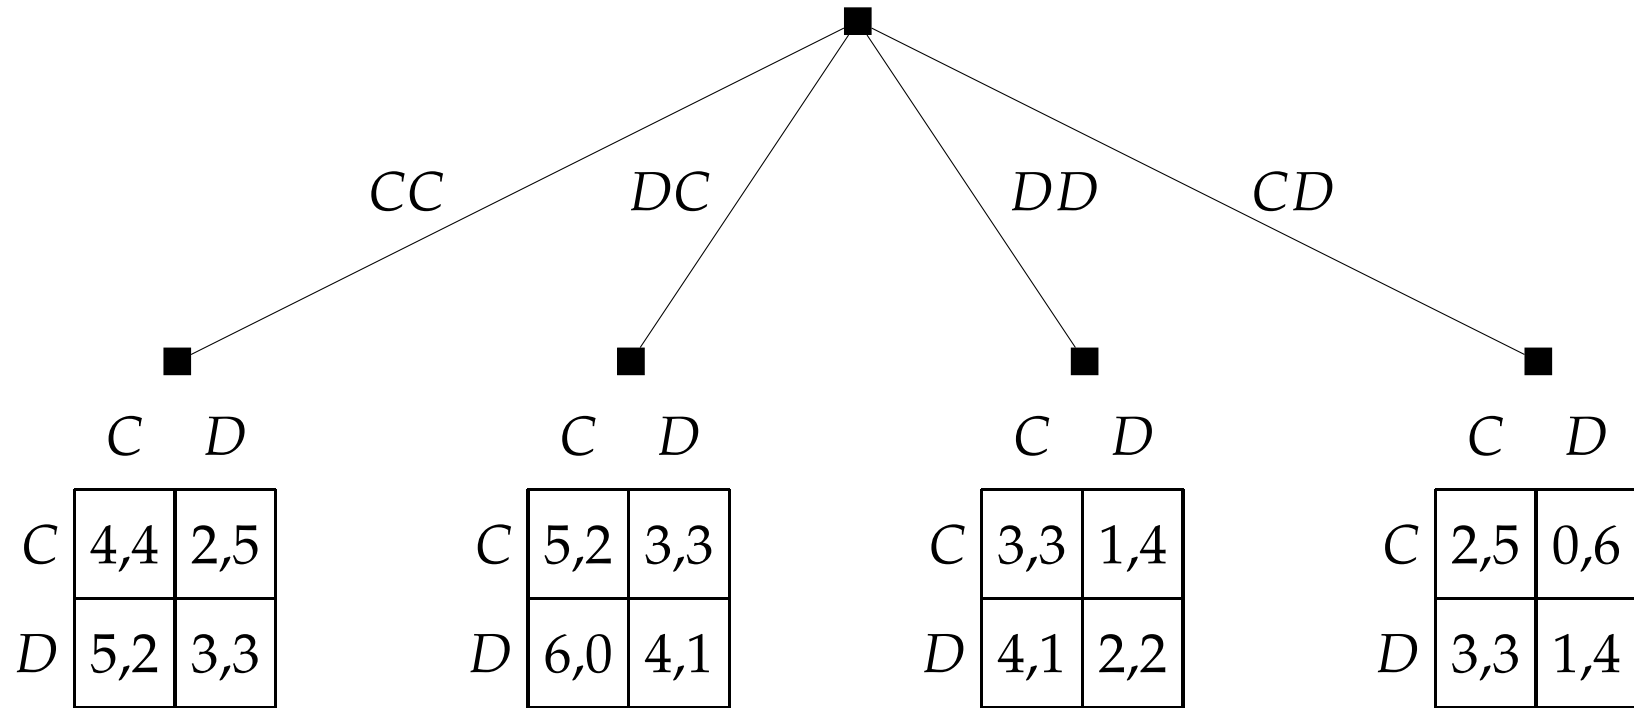 CC DC DD CD
C D C D C D C D
C 4,4 2,5 C 5,2 3,3 C 3,3 1,4 C 2,5 0,6
D 5,2 3,3 D 6,0 4,1 D 4,1 2,2 D 3,3 1,4